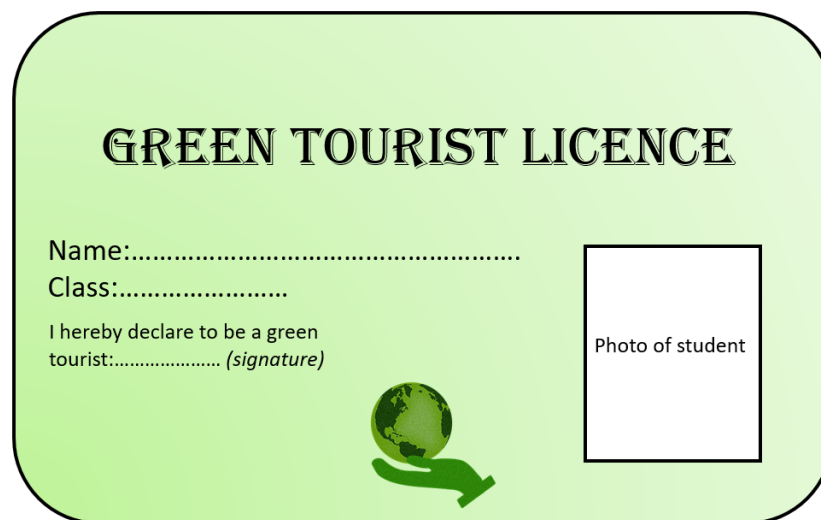 GREEN TOURIST LICENCE
Name:……………………………………………….
Class:……………………
I hereby declare to be a green
tourist:………………… (signature)
Photo of student